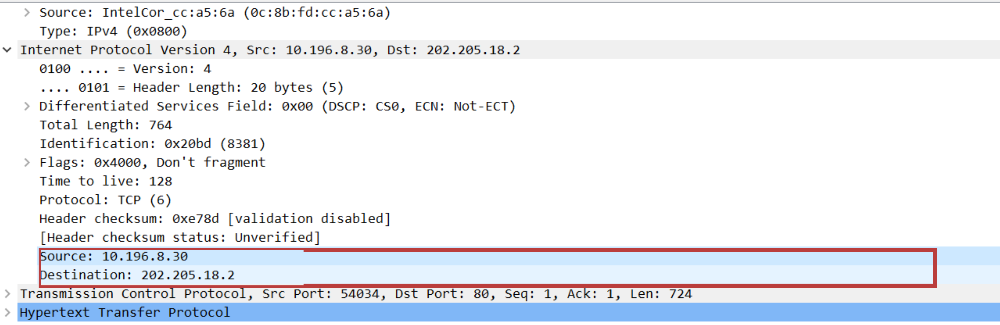 Source: IntelCor_cc:a5:6a (0c:8b:fd:cc:a5:6a)
Type: IPv4 (0x0800)
Internet Protocol Version 4, Src: 10.196.8.30, Dst: 202.205.18.2
0100 .... = Version: 4
.... 0101 = Header Length: 20 bytes (5)
Differentiated Services Field: 0x00 (DSCP: CS0, ECN: Not-ECT)
Total Length: 764
Identification: 0x20bd (8381)
Flags: 0x4000, Don't fragment
Time to live: 128
Protocol: TCP (6)
Header checksum: 0xe78d [validation disabled]
[Header checksum status: Unverified]
Source: 10.196.8.30
Destination: 202.205.18.2
Transmission Control Protocol, Src Port: 54034, Dst Port: 80, Seq: 1, Ack: 1, Len: 724
Hypertext Transfer Protocol